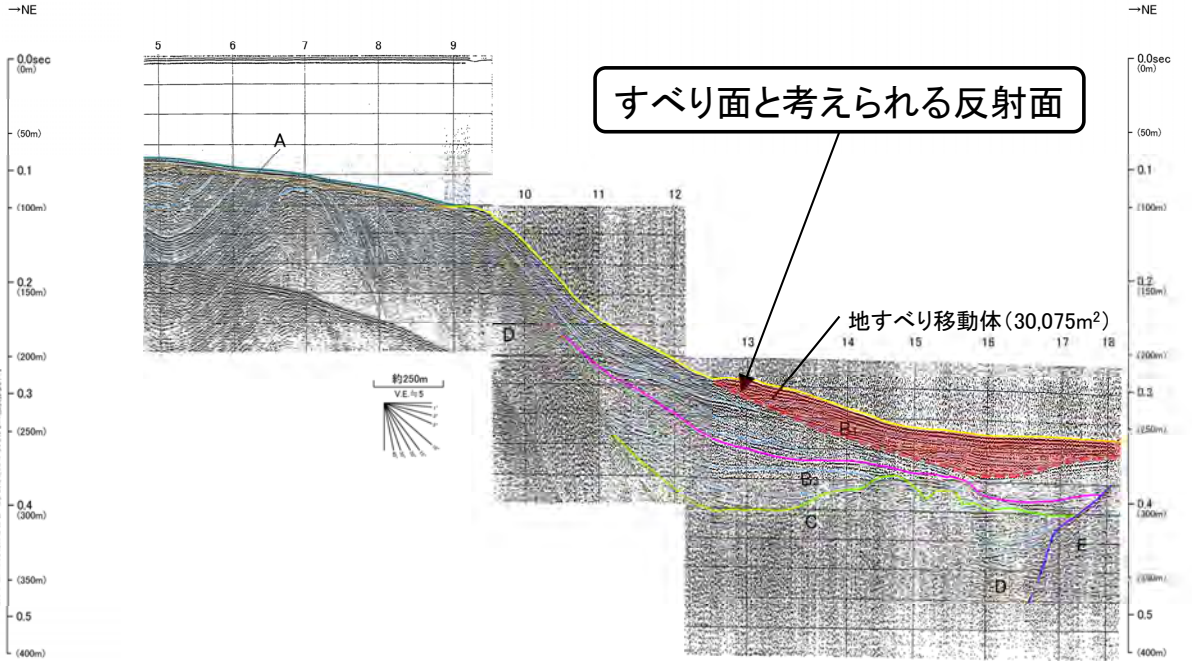 →NE
→NE
0.0sec
(0m)
(50m)
0.1
(100m)
0.2
(150m)
(200m)
0.3
(250m)
0.4
(300m)
(350m)
0.5
(400m)
5 6 7 8 9
A
すべり面と考えられる反射面
10 11 12
D
地すべり移動体(30,075m²)
13 14 15 16 17 18
約250m
V.E.≒5
B₁
B₂
C
D
E
0.0sec
(0m)
(50m)
0.1
(100m)
0.2
(150m)
(200m)
0.3
(250m)
0.4
(300m)
(350m)
0.5
(400m)